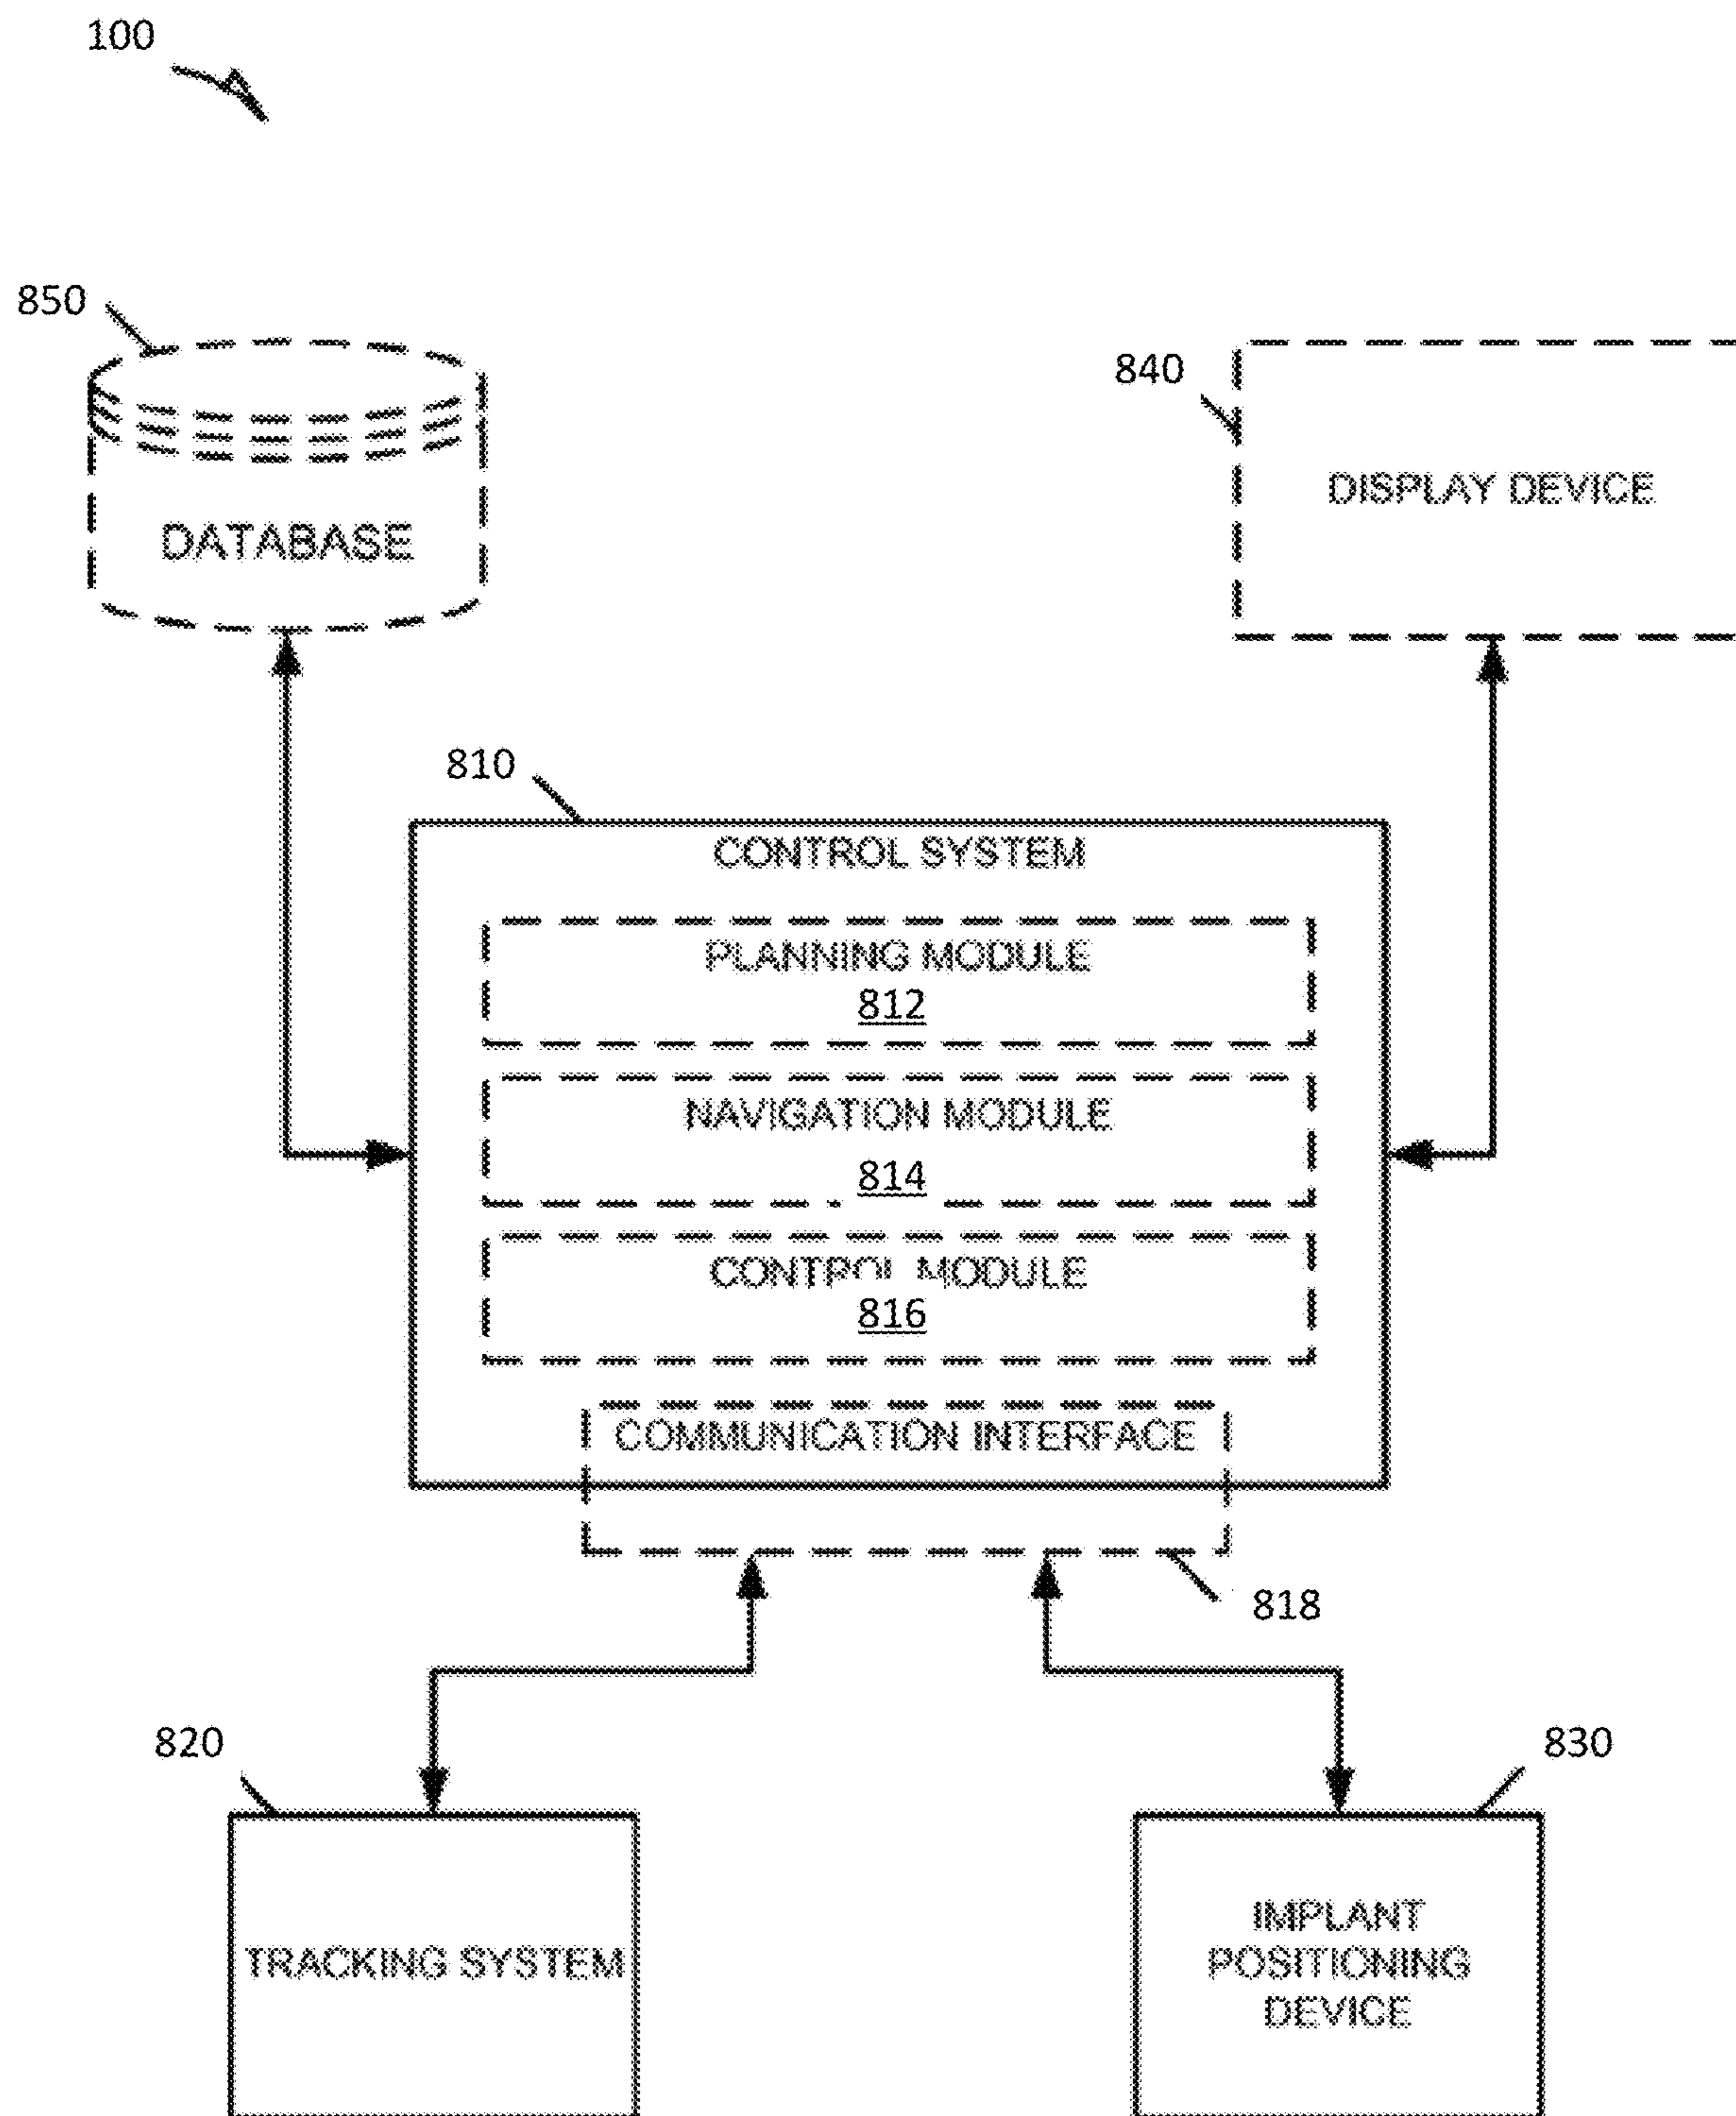 100
850
840
DATABASE
DISPLAY DEVICE
810
CONTROL SYSTEM
PLANNING MODULE
812
NAVIGATION MODULE
814
CONTROL MODULE
816
COMMUNICATION INTERFACE
818
820
830
TRACKING SYSTEM
IMPLANT
POSITIONING
DEVICE